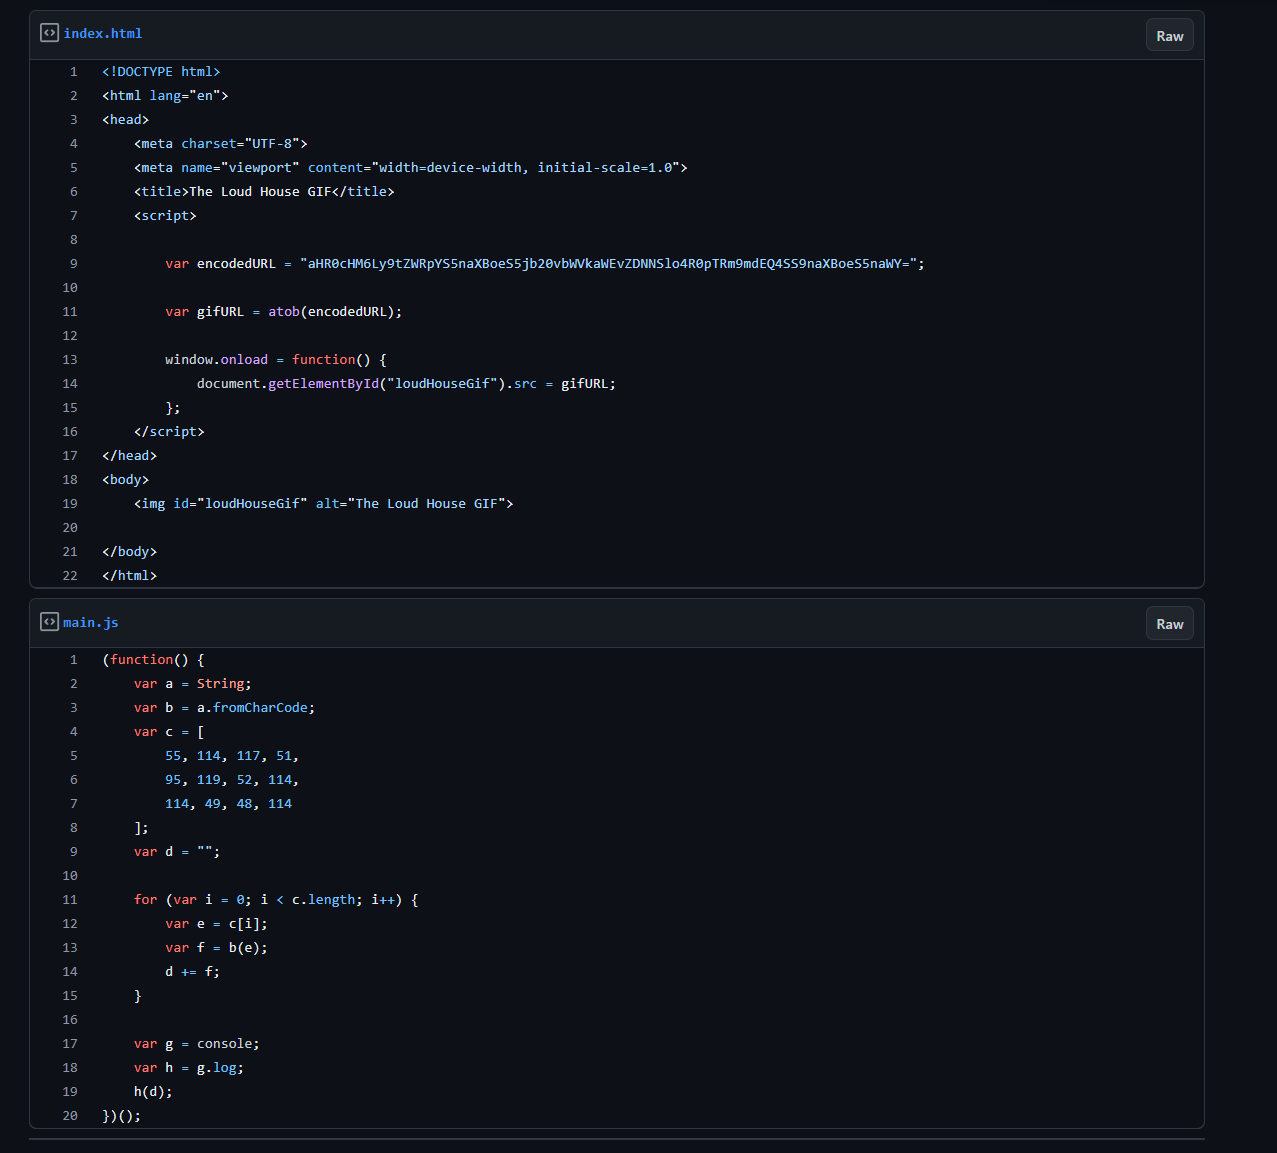 index.html
Raw
1 <!DOCTYPE html>
2 <html lang="en">
3 <head>
4     <meta charset="UTF-8">
5     <meta name="viewport" content="width=device-width, initial-scale=1.0">
6     <title>The Loud House GIF</title>
7     <script>
8
9         var encodedURL = "aHR0cHM6Ly9tZWRpYS5naXBoeS5jb20vbWVkaWEvZDNNSlo4R0pTRm9mdEQ4SS9naXBoeS5naWY=";
10
11         var gifURL = atob(encodedURL);
12
13         window.onload = function() {
14             document.getElementById("loudHouseGif").src = gifURL;
15         };
16     </script>
17 </head>
18 <body>
19     <img id="loudHouseGif" alt="The Loud House GIF">
20
21 </body>
22 </html>
main.js
Raw
1 (function() {
2     var a = String;
3     var b = a.fromCharCode;
4     var c = [
5         55, 114, 117, 51,
6         95, 119, 52, 114,
7         114, 49, 48, 114
8     ];
9     var d = "";
10
11     for (var i = 0; i < c.length; i++) {
12         var e = c[i];
13         var f = b(e);
14         d += f;
15     }
16
17     var g = console;
18     var h = g.log;
19     h(d);
20 })();